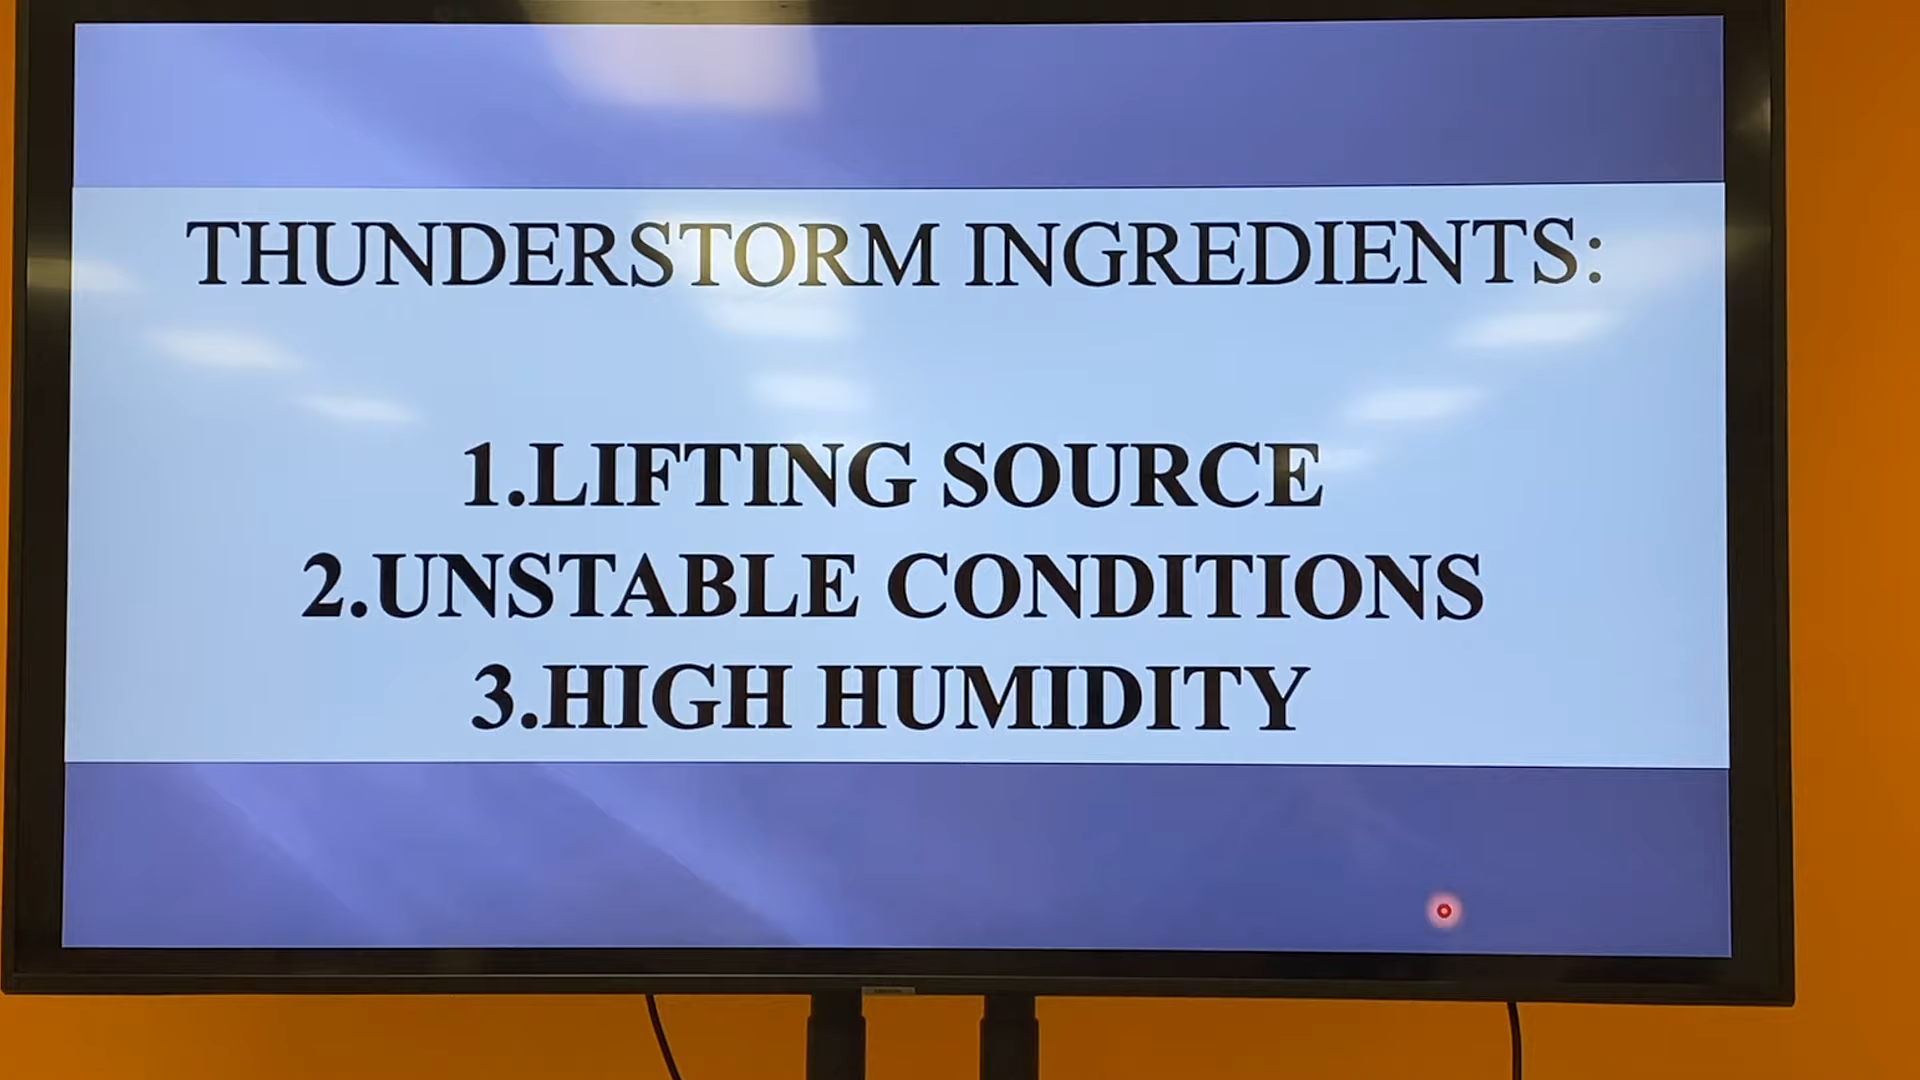 THUNDERSTORM INGREDIENTS:
1.LIFTING SOURCE
2.UNSTABLE CONDITIONS
3.HIGH HUMIDITY